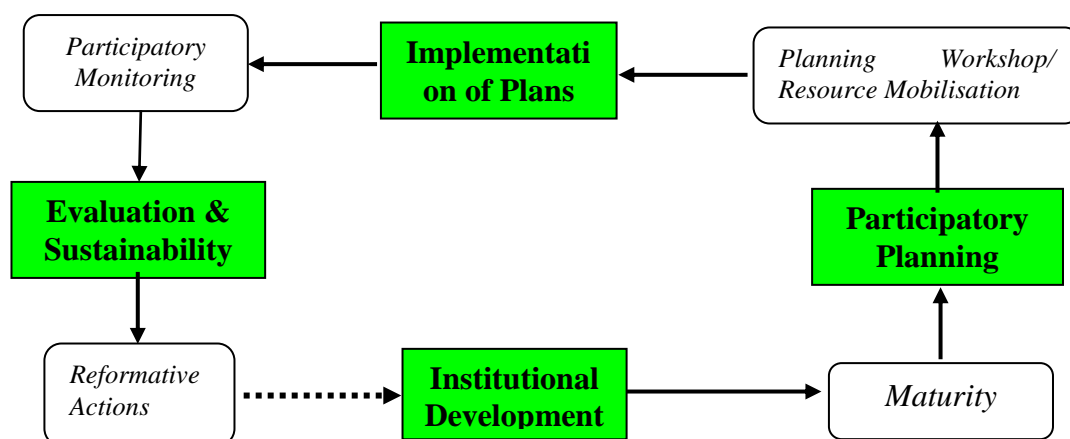 Participatory
Monitoring
Implementati
on of Plans
Planning Workshop/
Resource Mobilisation
Evaluation &
Sustainability
Participatory
Planning
Reformative
Actions
Institutional
Development
Maturity